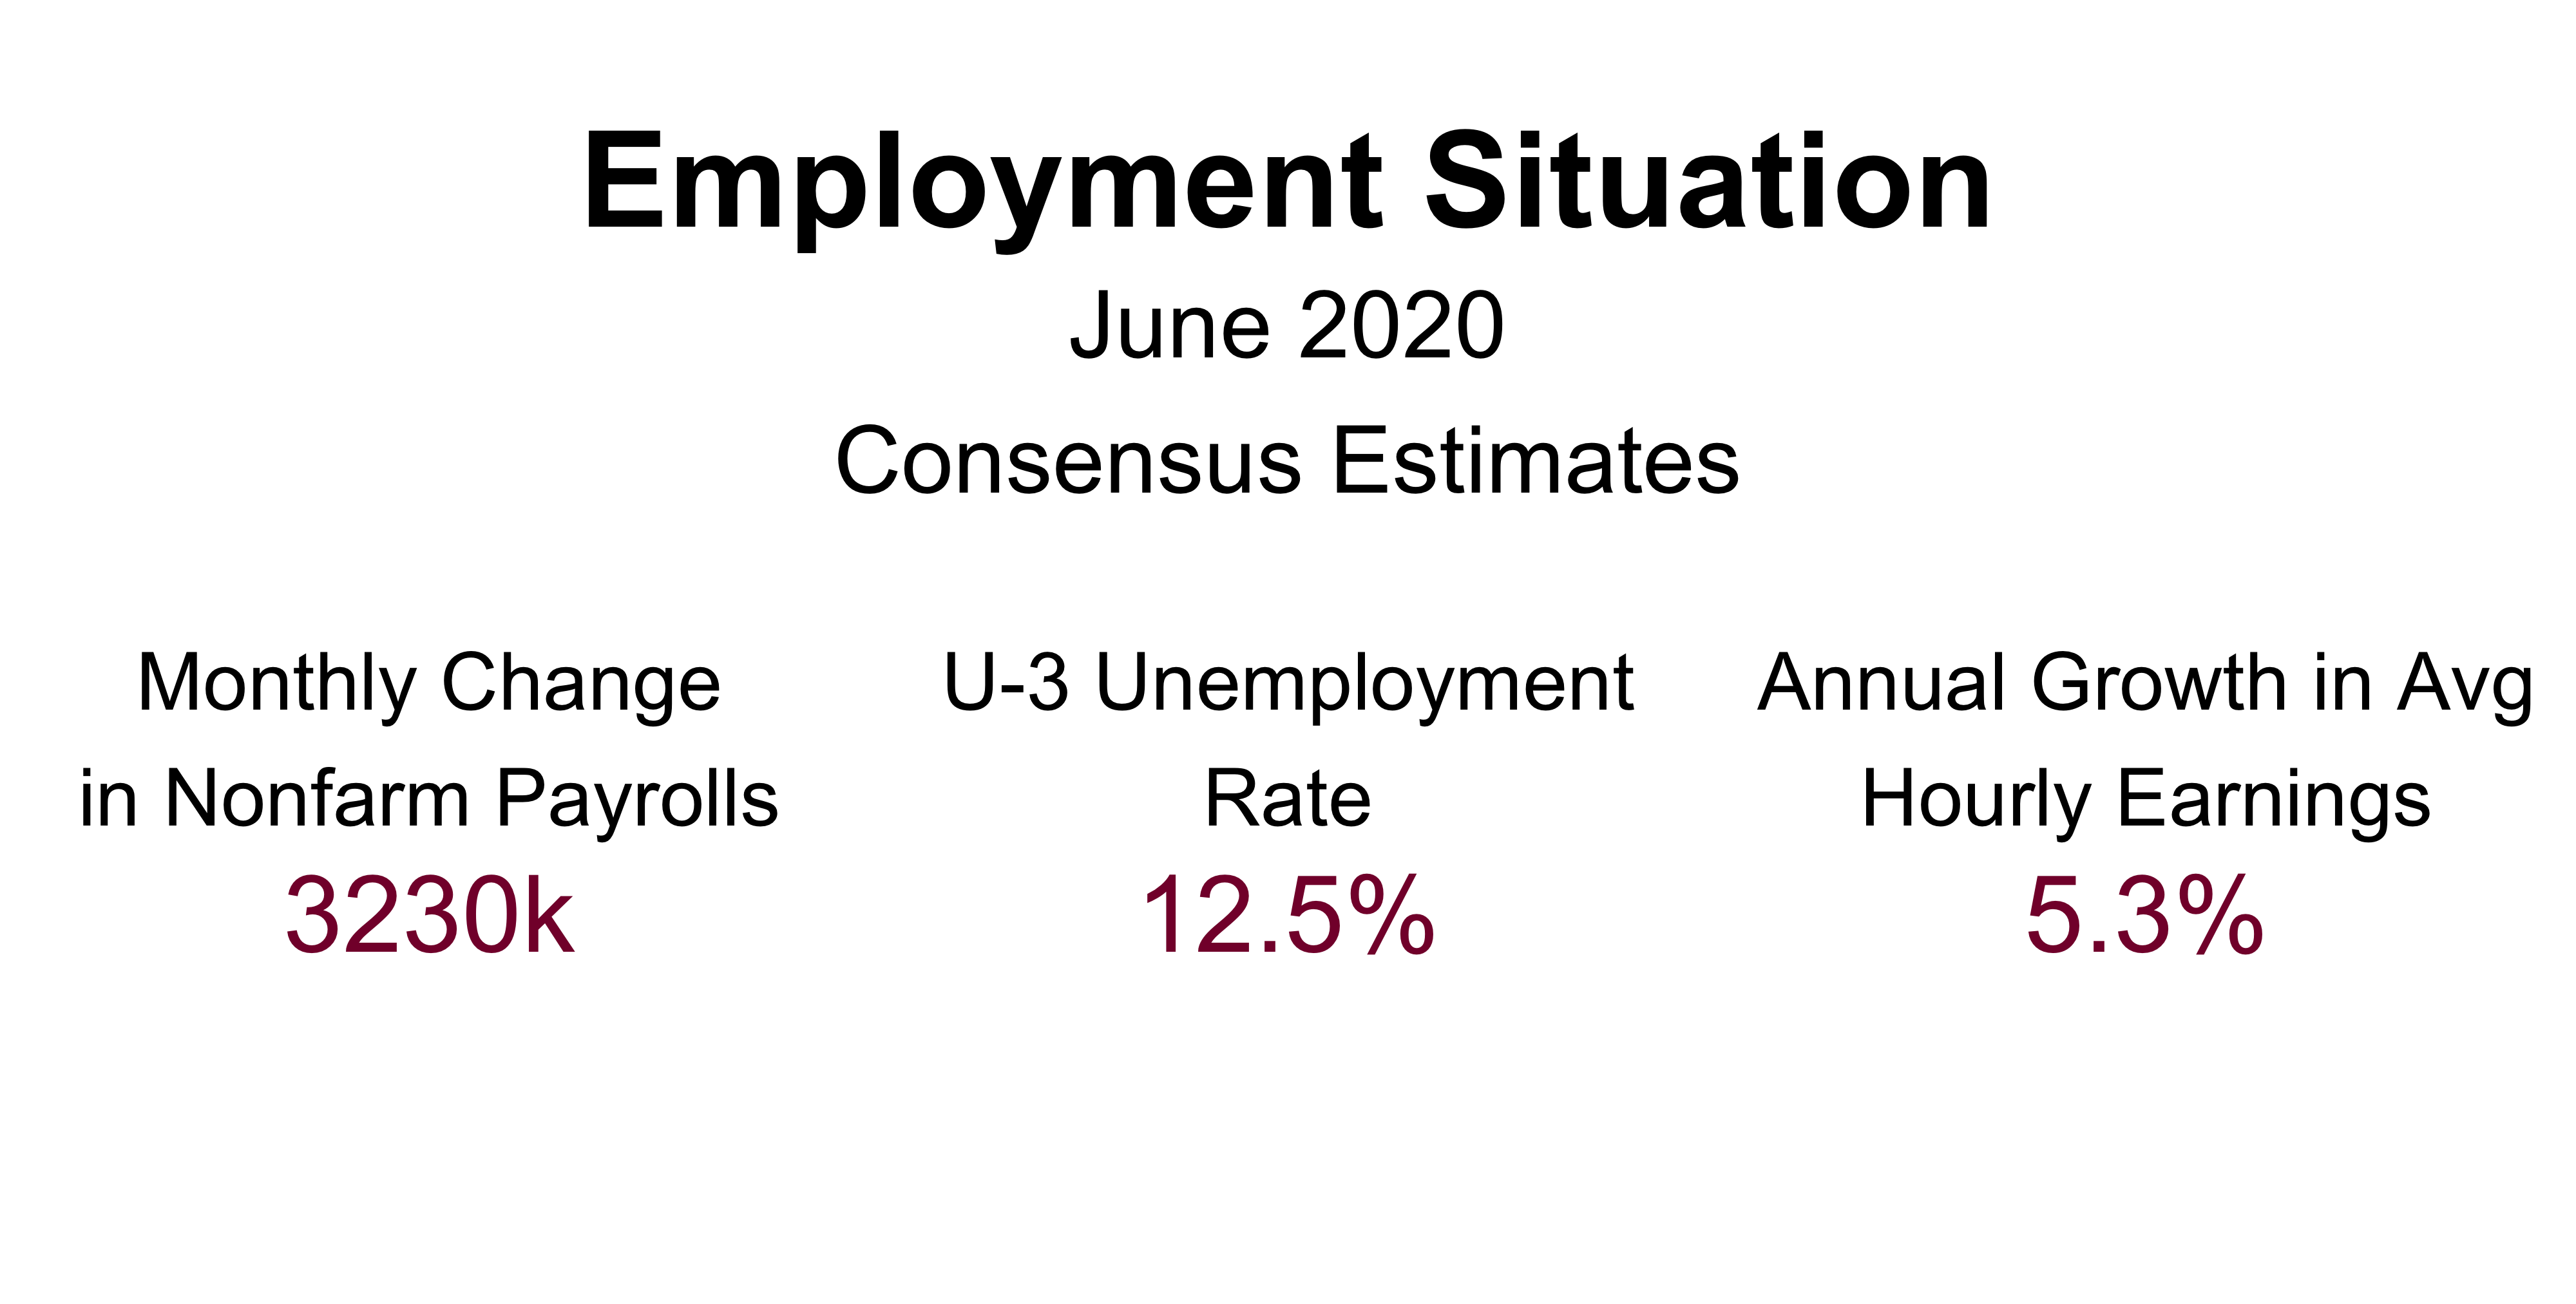 Employment Situation
June 2020
Consensus Estimates
Monthly Change
in Nonfarm Payrolls
3230k
U-3 Unemployment
Rate
12.5%
Annual Growth in Avg
Hourly Earnings
5.3%